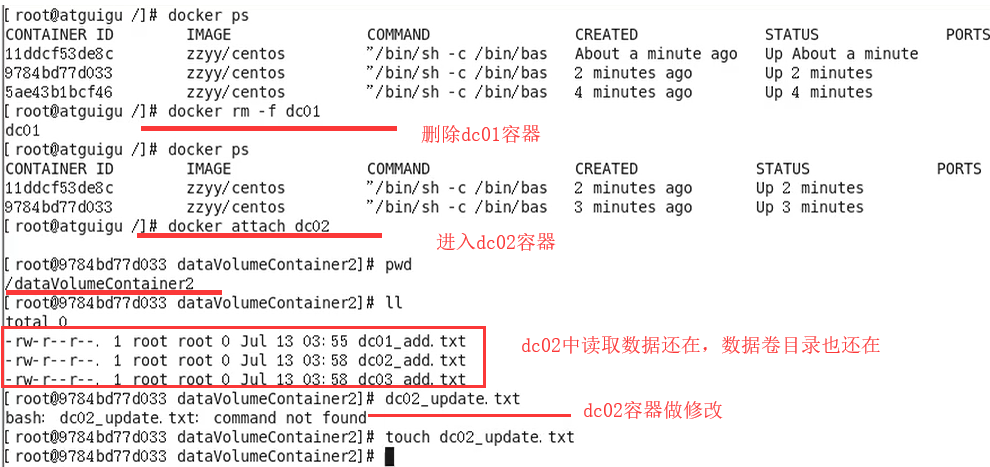 [root@atguigu /]# docker ps
CONTAINER ID IMAGE COMMAND CREATED STATUS PORTS
11ddcf53de8c zzyy/centos "/bin/sh -c /bin/bas About a minute ago Up About a minute
9784bd77d033 zzyy/centos "/bin/sh -c /bin/bas 2 minutes ago Up 2 minutes
5ae43b1bcf46 zzyy/centos "/bin/sh -c /bin/bas 4 minutes ago Up 4 minutes
[root@atguigu /]# docker rm -f dc01
dc01
删除dc01容器
[root@atguigu /]# docker ps
CONTAINER ID IMAGE COMMAND CREATED STATUS PORTS
11ddcf53de8c zzyy/centos "/bin/sh -c /bin/bas 2 minutes ago Up 2 minutes
9784bd77d033 zzyy/centos "/bin/sh -c /bin/bas 3 minutes ago Up 3 minutes
[root@atguigu /]# docker attach dc02
进入dc02容器
[root@9784bd77d033 dataVolumeContainer2]# pwd
/dataVolumeContainer2
[root@9784bd77d033 dataVolumeContainer2]# ll
total 0
-rw-r--r--. 1 root root 0 Jul 13 03:55 dc01_add.txt
-rw-r--r--. 1 root root 0 Jul 13 03:58 dc02_add.txt
-rw-r--r--. 1 root root 0 Jul 13 03:58 dc03_add.txt
dc02中读取数据还在，数据卷目录也还在
[root@9784bd77d033 dataVolumeContainer2]# dc02_update.txt
bash: dc02_update.txt: command not found
dc02容器做修改
[root@9784bd77d033 dataVolumeContainer2]# touch dc02_update.txt
[root@9784bd77d033 dataVolumeContainer2]#